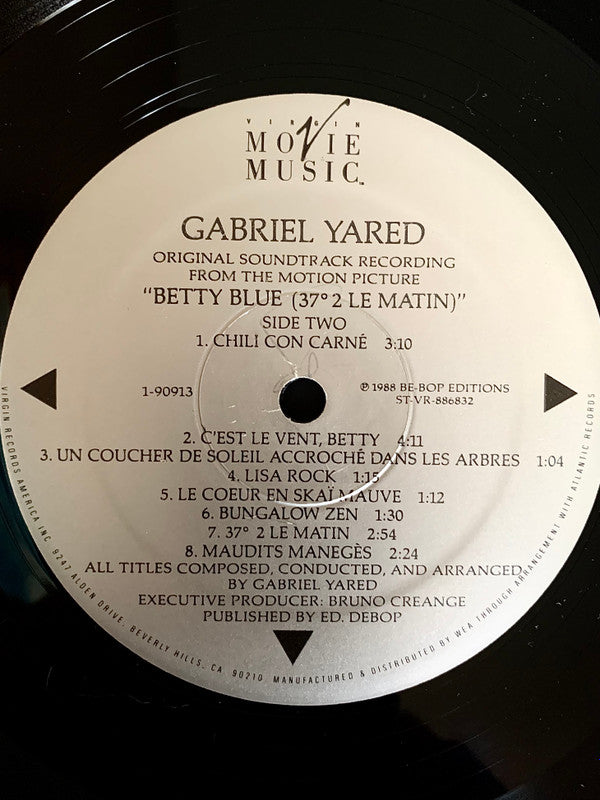 VIRGIN
MOVIE
MUSIC™
GABRIEL YARED
ORIGINAL SOUNDTRACK RECORDING
FROM THE MOTION PICTURE
"BETTY BLUE (37° 2 LE MATIN)"
SIDE TWO
1. CHILI CON CARNÉ 3:10
1-90913
℗ 1988 BE-BOP EDITIONS
ST-VR-886832
2. C'EST LE VENT, BETTY 4:11
3. UN COUCHER DE SOLEIL ACCROCHÉ DANS LES ARBRES 1:04
4. LISA ROCK 1:15
5. LE COEUR EN SKAÏ MAUVE 1:12
6. BUNGALOW ZEN 1:30
7. 37° 2 LE MATIN 2:54
8. MAUDITS MANEGÈS 2:24
ALL TITLES COMPOSED, CONDUCTED, AND ARRANGED
BY GABRIEL YARED
EXECUTIVE PRODUCER: BRUNO CREANGE
PUBLISHED BY ED. DEBOP
VIRGIN RECORDS AMERICA INC. 9247 ALDEN DRIVE, BEVERLY HILLS, CA 90210 MANUFACTURED & DISTRIBUTED BY WEA THROUGH ARRANGEMENT WITH ATLANTIC RECORDS